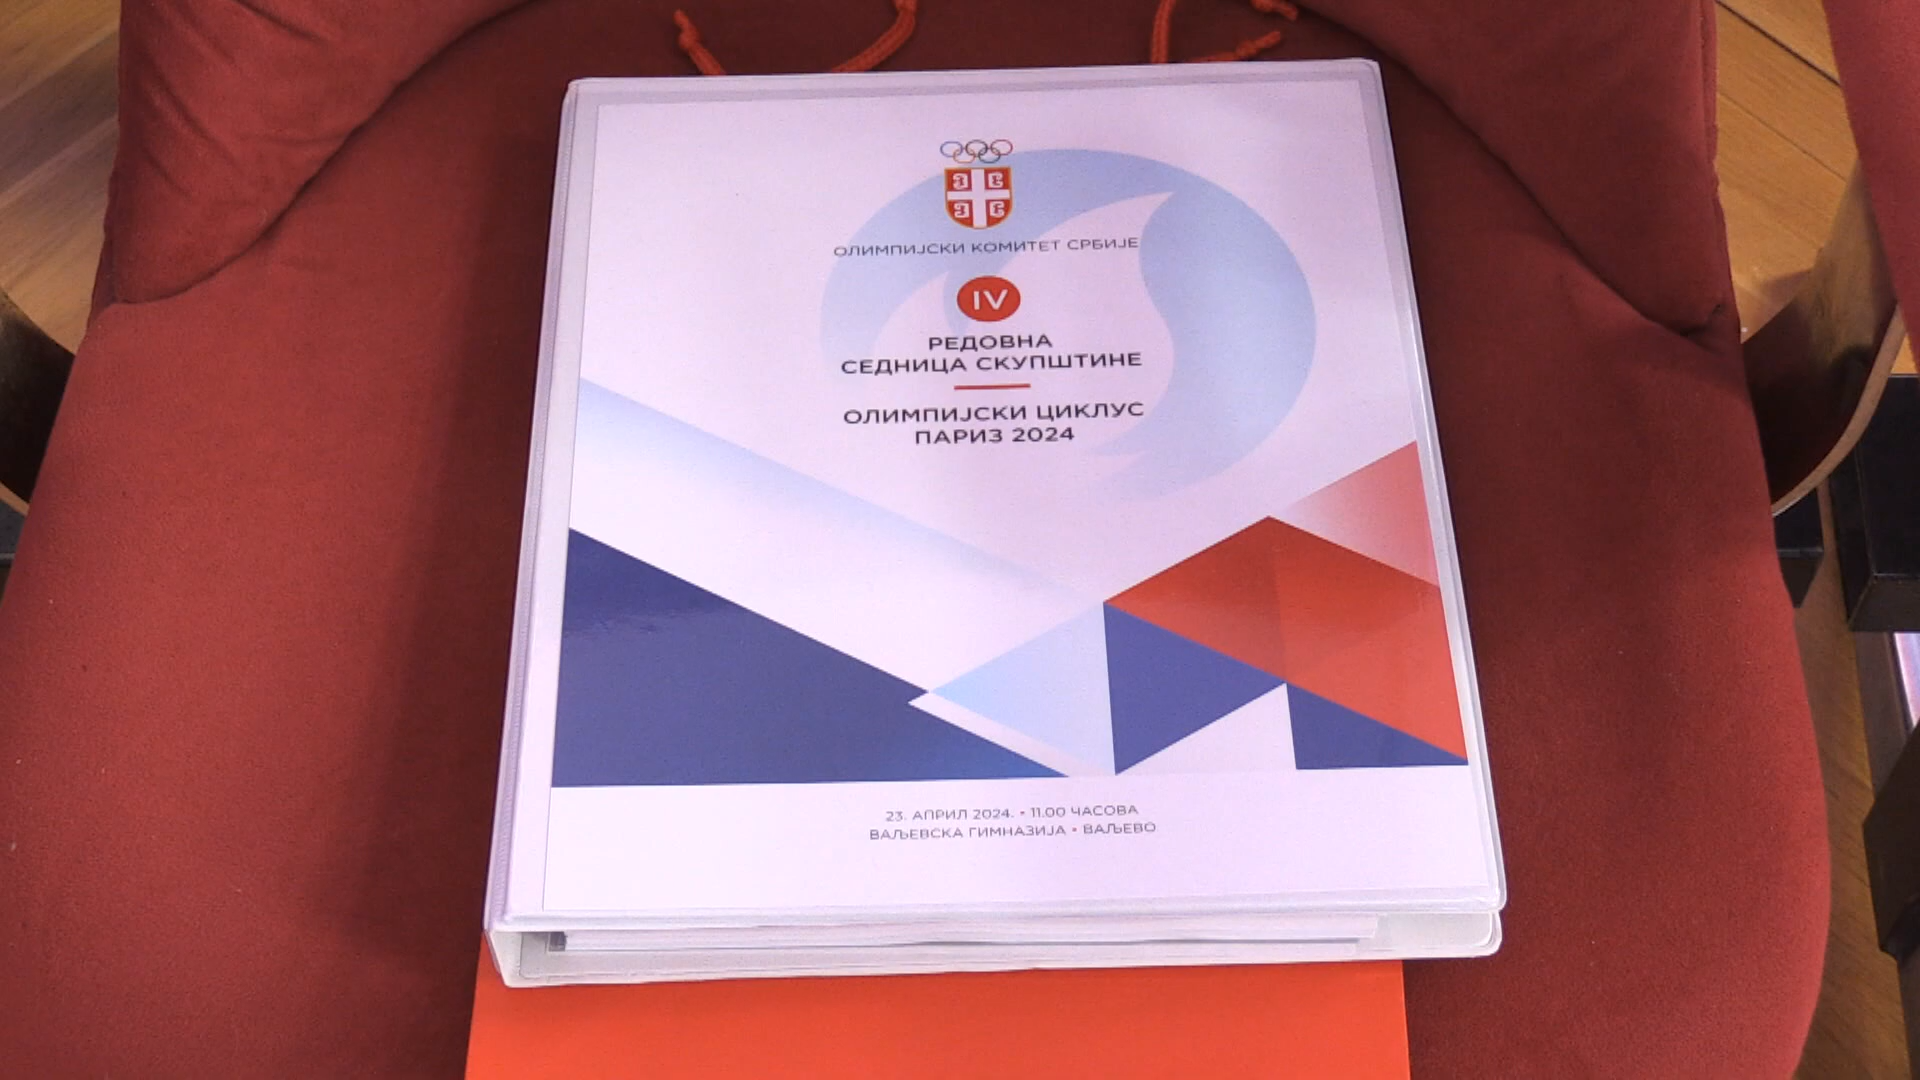 ОЛИМПИЈСКИ КОМИТЕТ СРБИЈЕ
IV
РЕДОВНА
СЕДНИЦА СКУПШТИНЕ
ОЛИМПИЈСКИ ЦИКЛУС
ПАРИЗ 2024
23. АПРИЛ 2024. • 11.00 ЧАСОВА
ВАЉЕВСКА ГИМНАЗИЈА • ВАЉЕВО